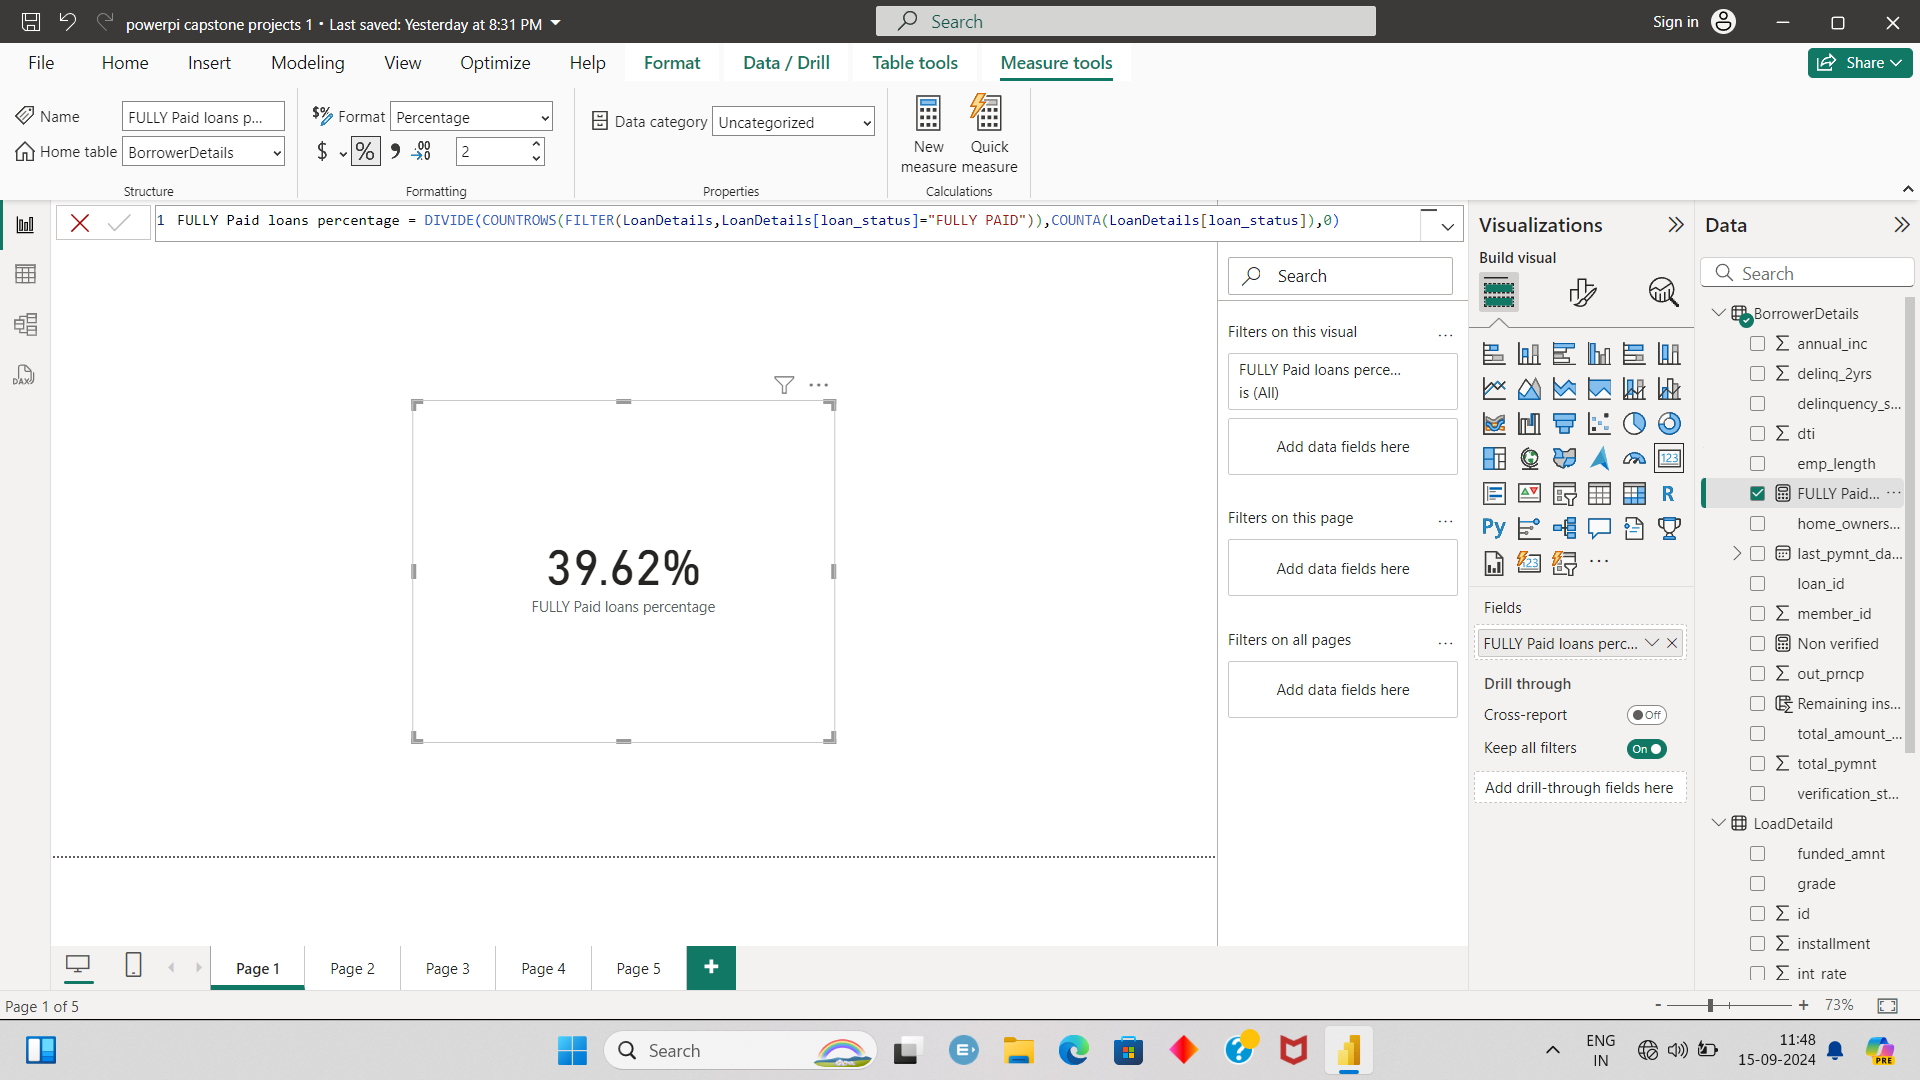 powerpi capstone projects 1 • Last saved: Yesterday at 8:31 PM
Search
Sign in
File Home Insert Modeling View Optimize Help Format Data / Drill Table tools Measure tools
Share
Name FULLY Paid loans p...
Home table BorrowerDetails
Structure
Format Percentage
$ % , .00 →0 2
Formatting
Data category Uncategorized
Properties
New measure
Quick measure
Calculations
1 FULLY Paid loans percentage = DIVIDE(COUNTROWS(FILTER(LoanDetails,LoanDetails[loan_status]="FULLY PAID")),COUNTA(LoanDetails[loan_status]),0)
DAX
39.62%
FULLY Paid loans percentage
Search
Filters on this visual ...
FULLY Paid loans perce...
is (All)
Add data fields here
Filters on this page ...
Add data fields here
Filters on all pages ...
Add data fields here
Visualizations
Build visual
123
R
Py
123
...
Fields
FULLY Paid loans perc...
Drill through
Cross-report Off
Keep all filters On
Add drill-through fields here
Data
Search
BorrowerDetails
annual_inc
delinq_2yrs
delinquency_s...
dti
emp_length
FULLY Paid... ...
home_owners...
last_pymnt_da...
loan_id
member_id
Non verified
out_prncp
Remaining ins...
total_amount_...
total_pymnt
verification_st...
LoadDetaild
funded_amnt
grade
id
installment
int_rate
Page 1 Page 2 Page 3 Page 4 Page 5 +
Page 1 of 5
- + 73%
Search
ENG
IN
11:48
15-09-2024
PRE